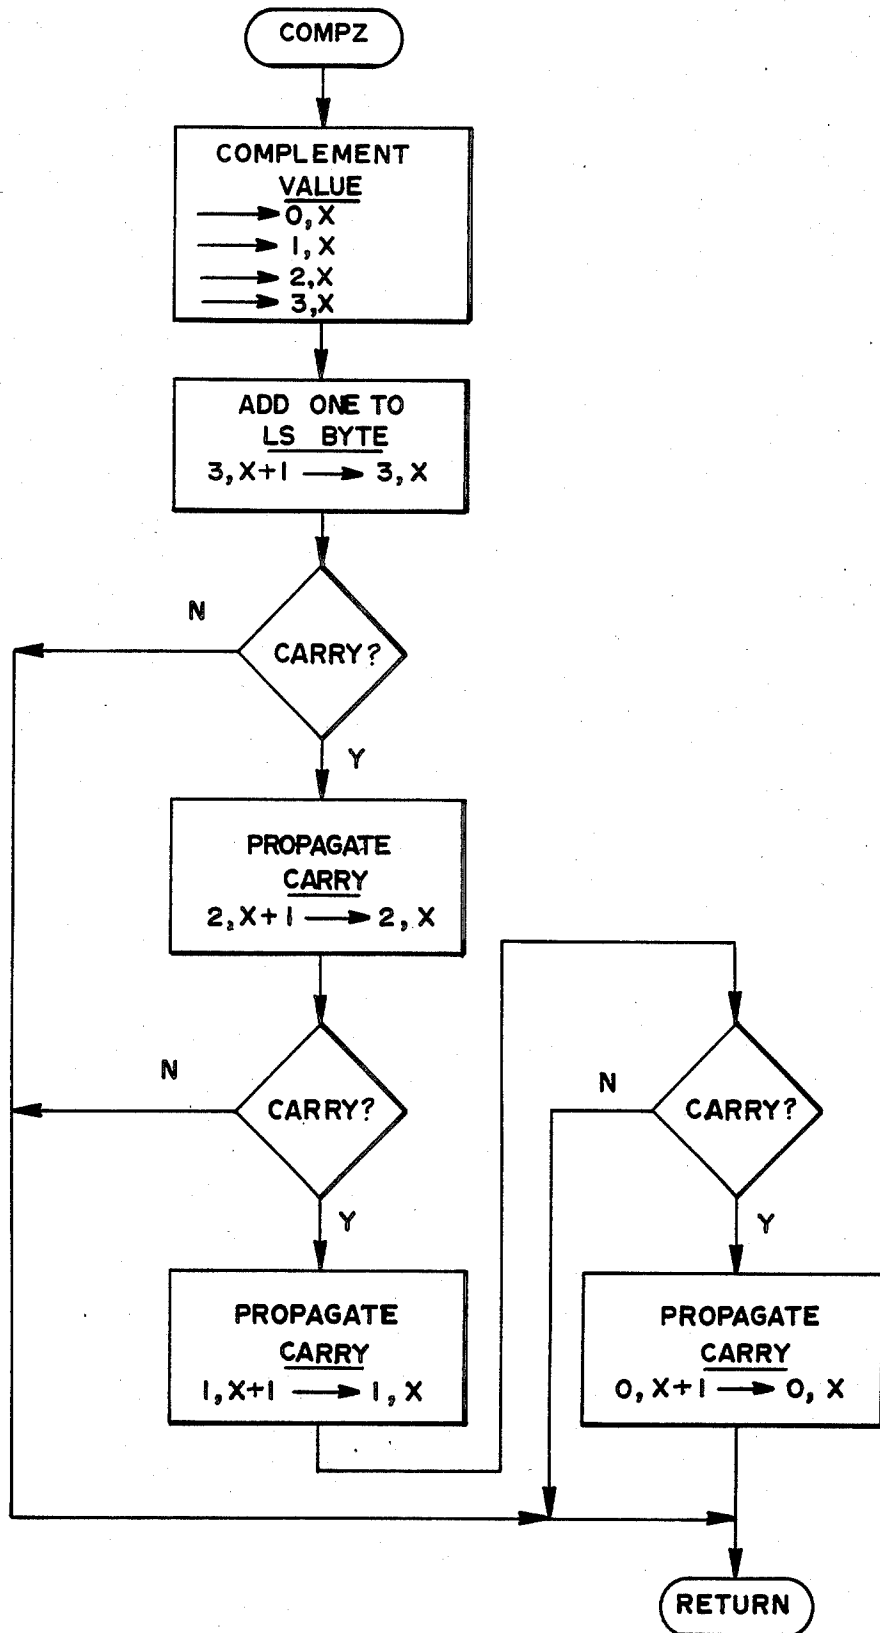 COMPZ
COMPLEMENT
VALUE
0,X
1,X
2,X
3,X
ADD ONE TO
LS BYTE
3,X+1 → 3,X
N
CARRY?
Y
PROPAGATE
CARRY
2,X+1 → 2,X
N
CARRY?
Y
PROPAGATE
CARRY
1,X+1 → 1,X
N
CARRY?
Y
PROPAGATE
CARRY
0, X+1 → 0, X
RETURN